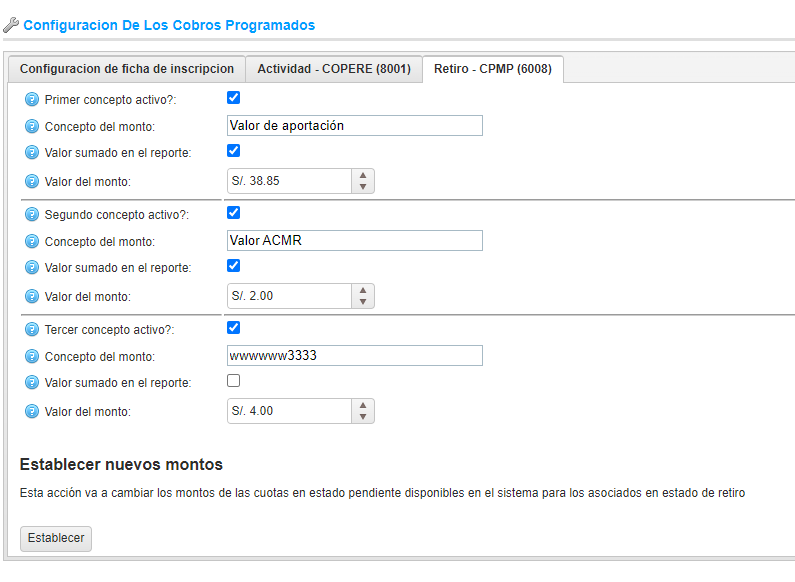 Configuracion De Los Cobros Programados
Configuracion de ficha de inscripcion Actividad - COPERE (8001) Retiro - CPMP (6008)
? Primer concepto activo?:
? Concepto del monto: Valor de aportación
? Valor sumado en el reporte:
? Valor del monto: S/. 38.85
? Segundo concepto activo?:
? Concepto del monto: Valor ACMR
? Valor sumado en el reporte:
? Valor del monto: S/. 2.00
? Tercer concepto activo?:
? Concepto del monto: wwwwww3333
? Valor sumado en el reporte:
? Valor del monto: S/. 4.00
Establecer nuevos montos
Esta acción va a cambiar los montos de las cuotas en estado pendiente disponibles en el sistema para los asociados en estado de retiro
Establecer